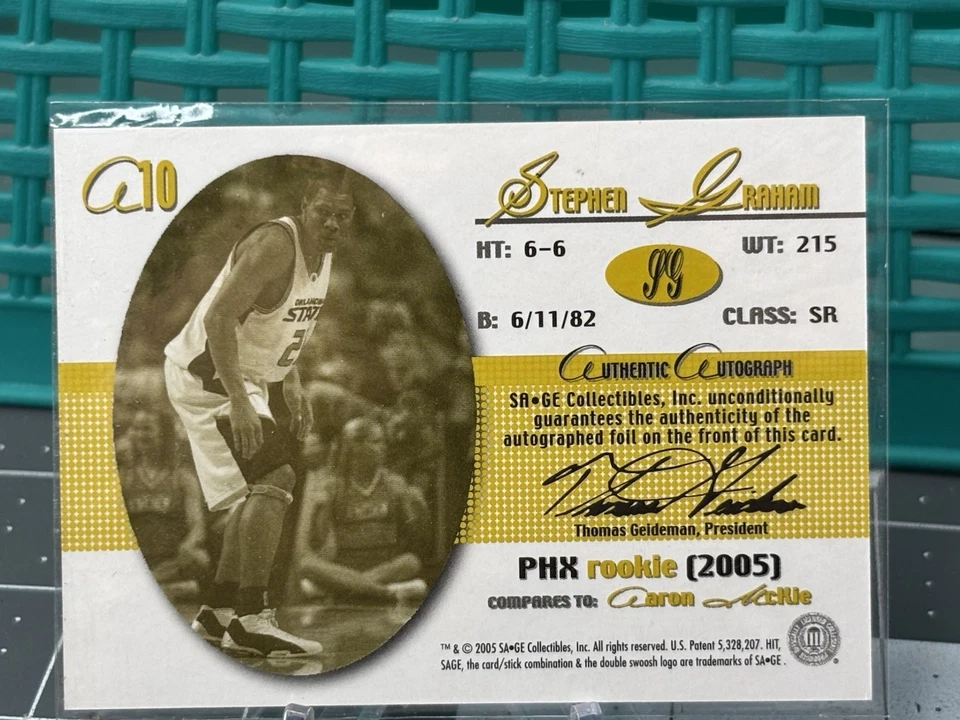 A10
STEPHEN GRAHAM
HT: 6-6
WT: 215
SG
B: 6/11/82
CLASS: SR
AUTHENTIC AUTOGRAPH
SA•GE Collectibles, Inc. unconditionally
guarantees the authenticity of the
autographed foil on the front of this card.
Thomas Geideman, President
PHX rookie (2005)
COMPARES TO: Aaron McKie
™ & © 2005 SA•GE Collectibles, Inc. All rights reserved. U.S. Patent 5,328,207. HIT,
SAGE, the card/stick combination & the double swoosh logo are trademarks of SA•GE .
OKLAHOMA
STATE
2